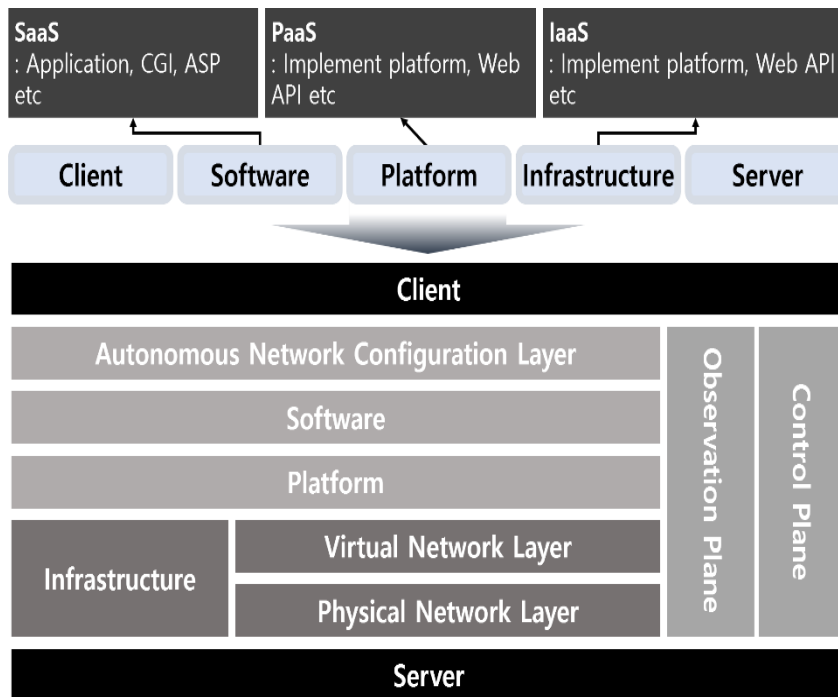 SaaS
: Application, CGI, ASP
etc
PaaS
: Implement platform, Web
API etc
IaaS
: Implement platform, Web API
etc
Client
Software
Platform
Infrastructure
Server
Client
Autonomous Network Configuration Layer
Software
Platform
Infrastructure
Virtual Network Layer
Physical Network Layer
Observation Plane
Control Plane
Server